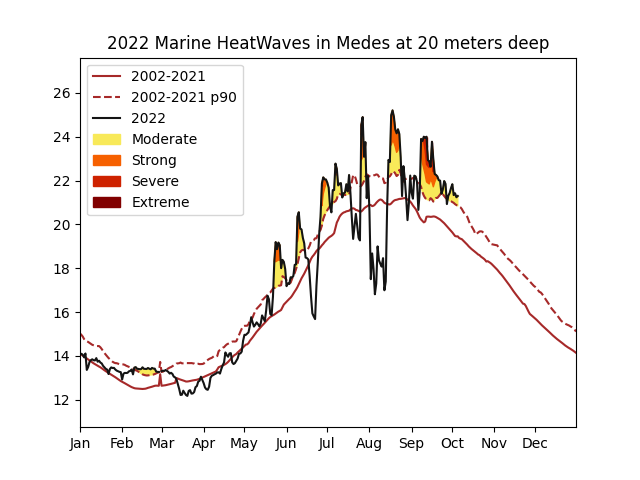 2022 Marine HeatWaves in Medes at 20 meters deep
2002-2021
2002-2021 p90
2022
Moderate
Strong
Severe
Extreme
26
24
22
20
18
16
14
12
Jan Feb Mar Apr May Jun Jul Aug Sep Oct Nov Dec